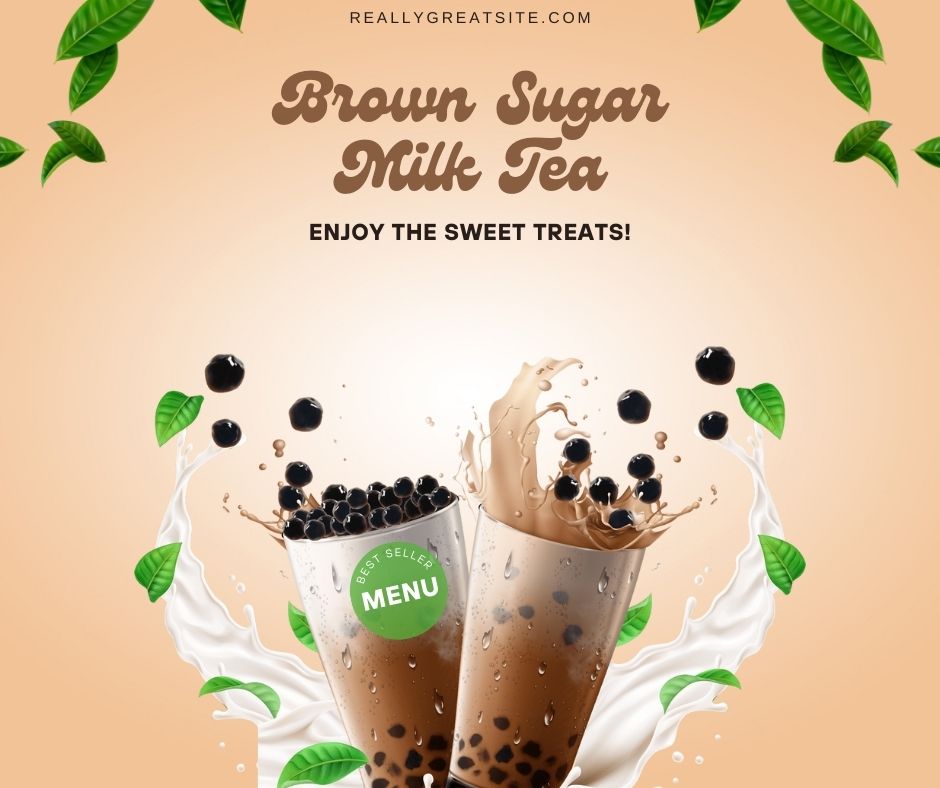 REALLYGREATSITE.COM
Brown Sugar
Milk Tea
ENJOY THE SWEET TREATS!
BEST SELLER
MENU